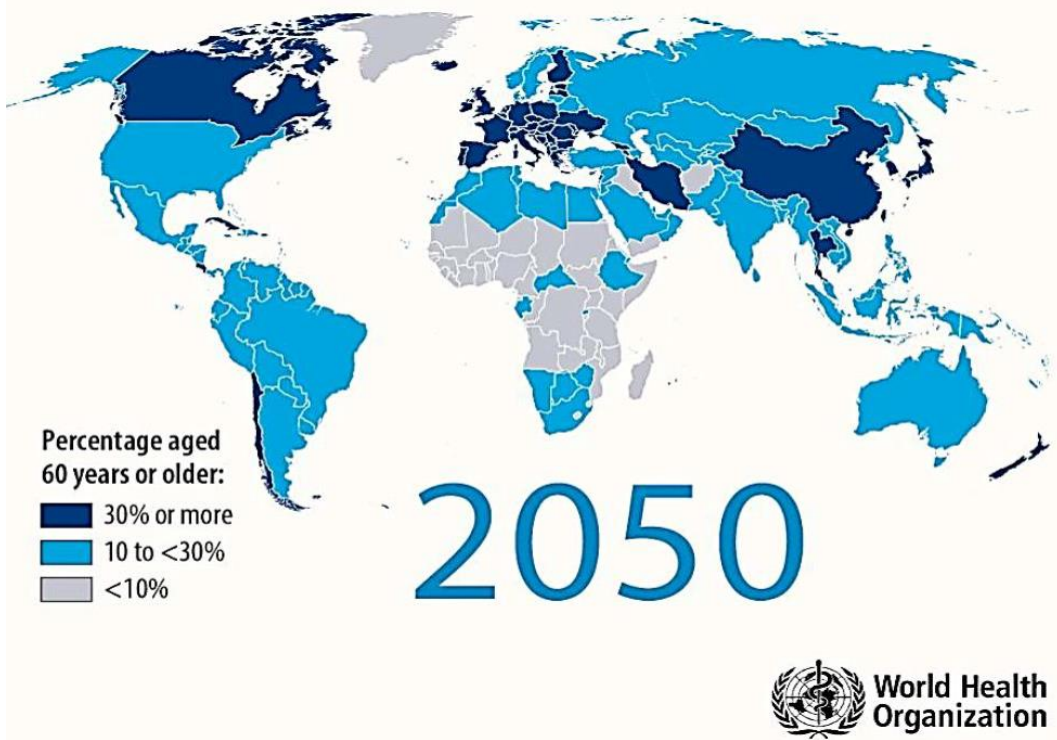 Percentage aged
60 years or older:
30% or more
10 to <30%
<10%
2050
World Health
Organization